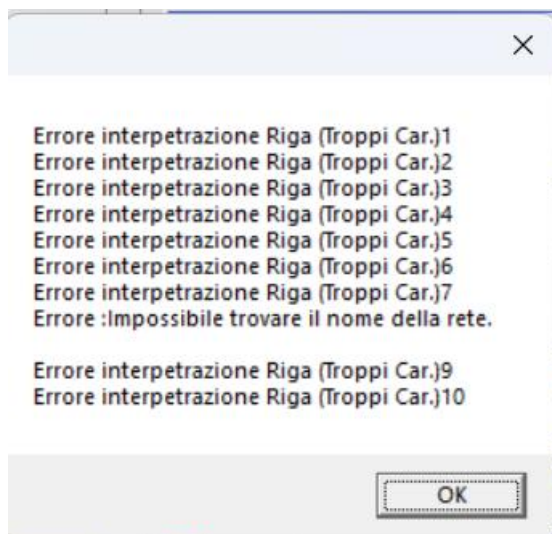 Errore interpetrazione Riga (Troppi Car.)1
Errore interpetrazione Riga (Troppi Car.)2
Errore interpetrazione Riga (Troppi Car.)3
Errore interpetrazione Riga (Troppi Car.)4
Errore interpetrazione Riga (Troppi Car.)5
Errore interpetrazione Riga (Troppi Car.)6
Errore interpetrazione Riga (Troppi Car.)7
Errore :Impossibile trovare il nome della rete.
Errore interpetrazione Riga (Troppi Car.)9
Errore interpetrazione Riga (Troppi Car.)10
OK